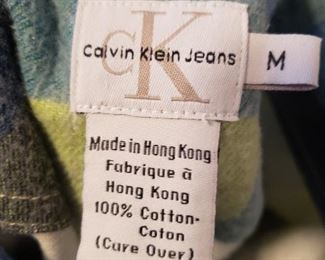 cK
Calvin Klein Jeans
M
Made in Hong Kong
Fabrique à
Hong Kong
100% Cotton-
Coton
(Cure Over)